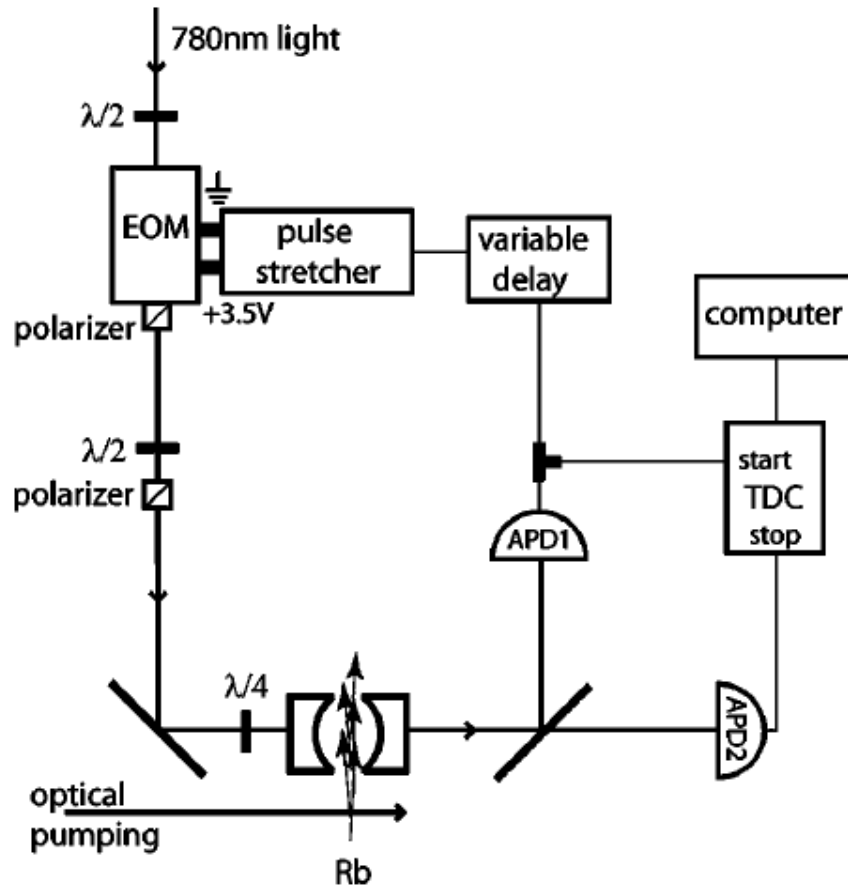 780nm light
λ/2
EOM
pulse
stretcher
variable
delay
+3.5V
polarizer
computer
λ/2
polarizer
start
TDC
stop
APD1
λ/4
APD2
optical
pumping
Rb